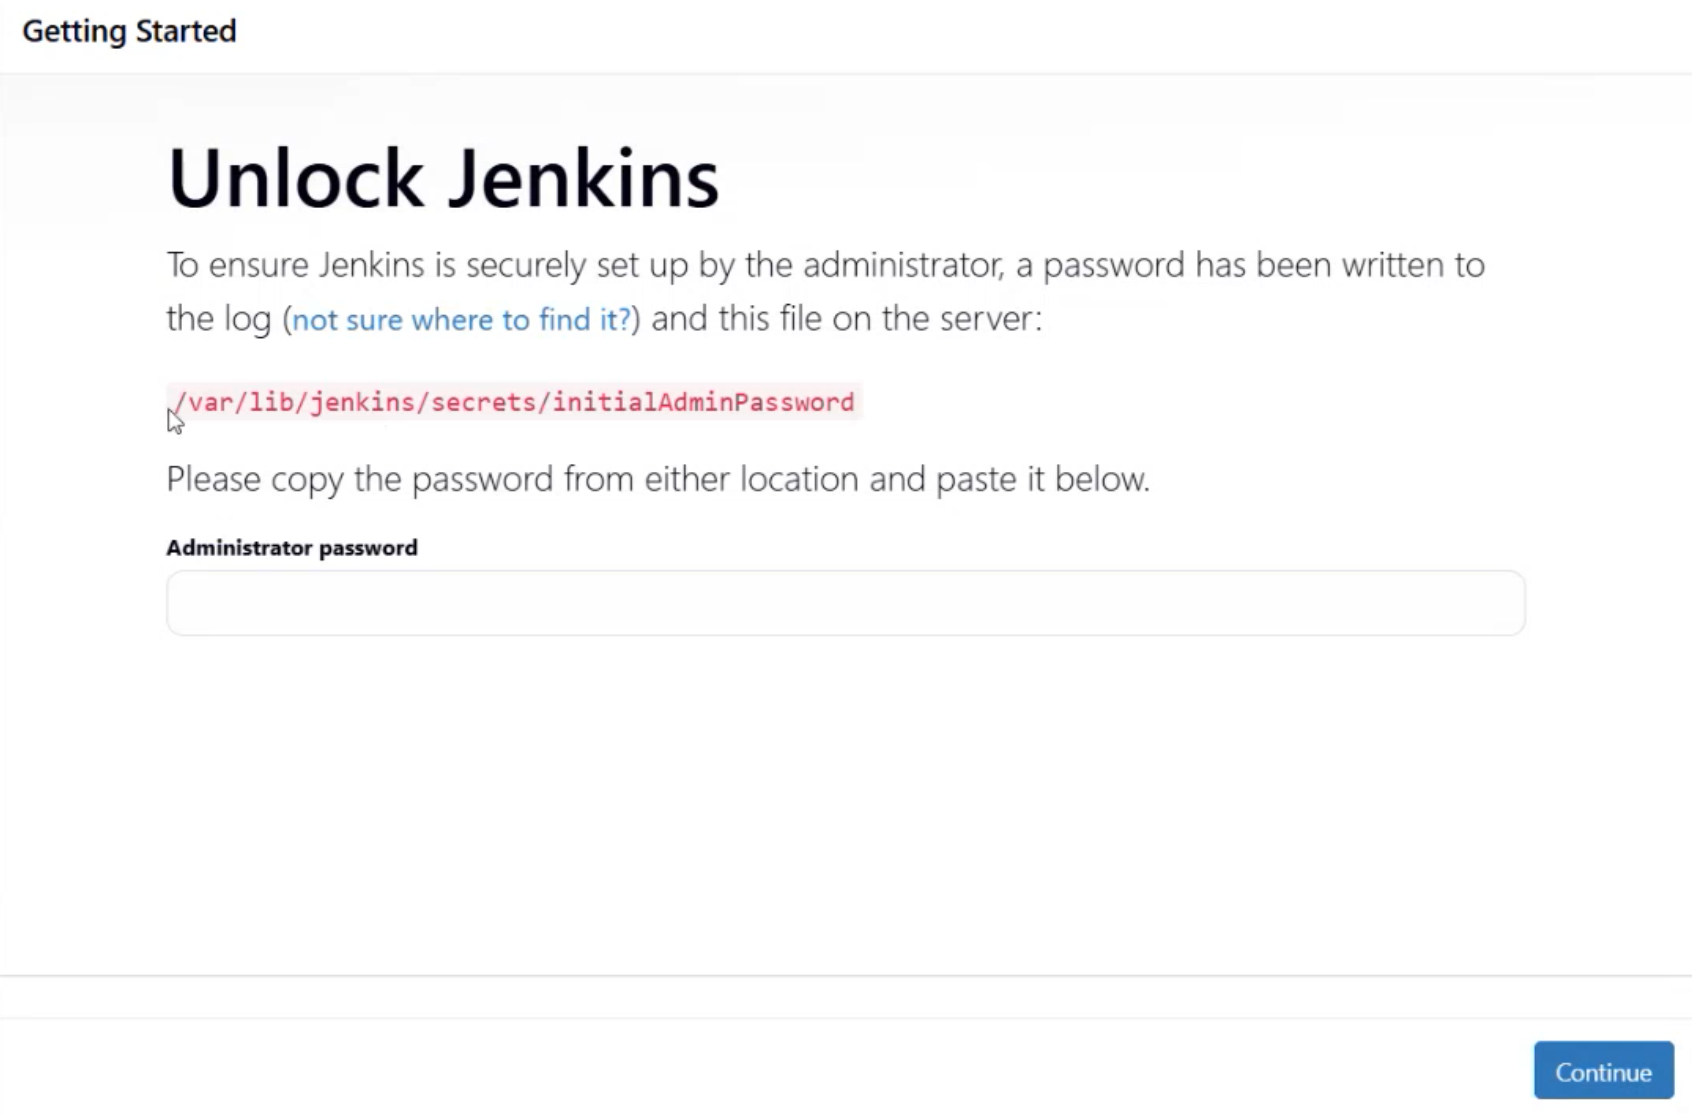 Getting Started
Unlock Jenkins
To ensure Jenkins is securely set up by the administrator, a password has been written to
the log (not sure where to find it?) and this file on the server:
/var/lib/jenkins/secrets/initialAdminPassword
Please copy the password from either location and paste it below.
Administrator password
Continue